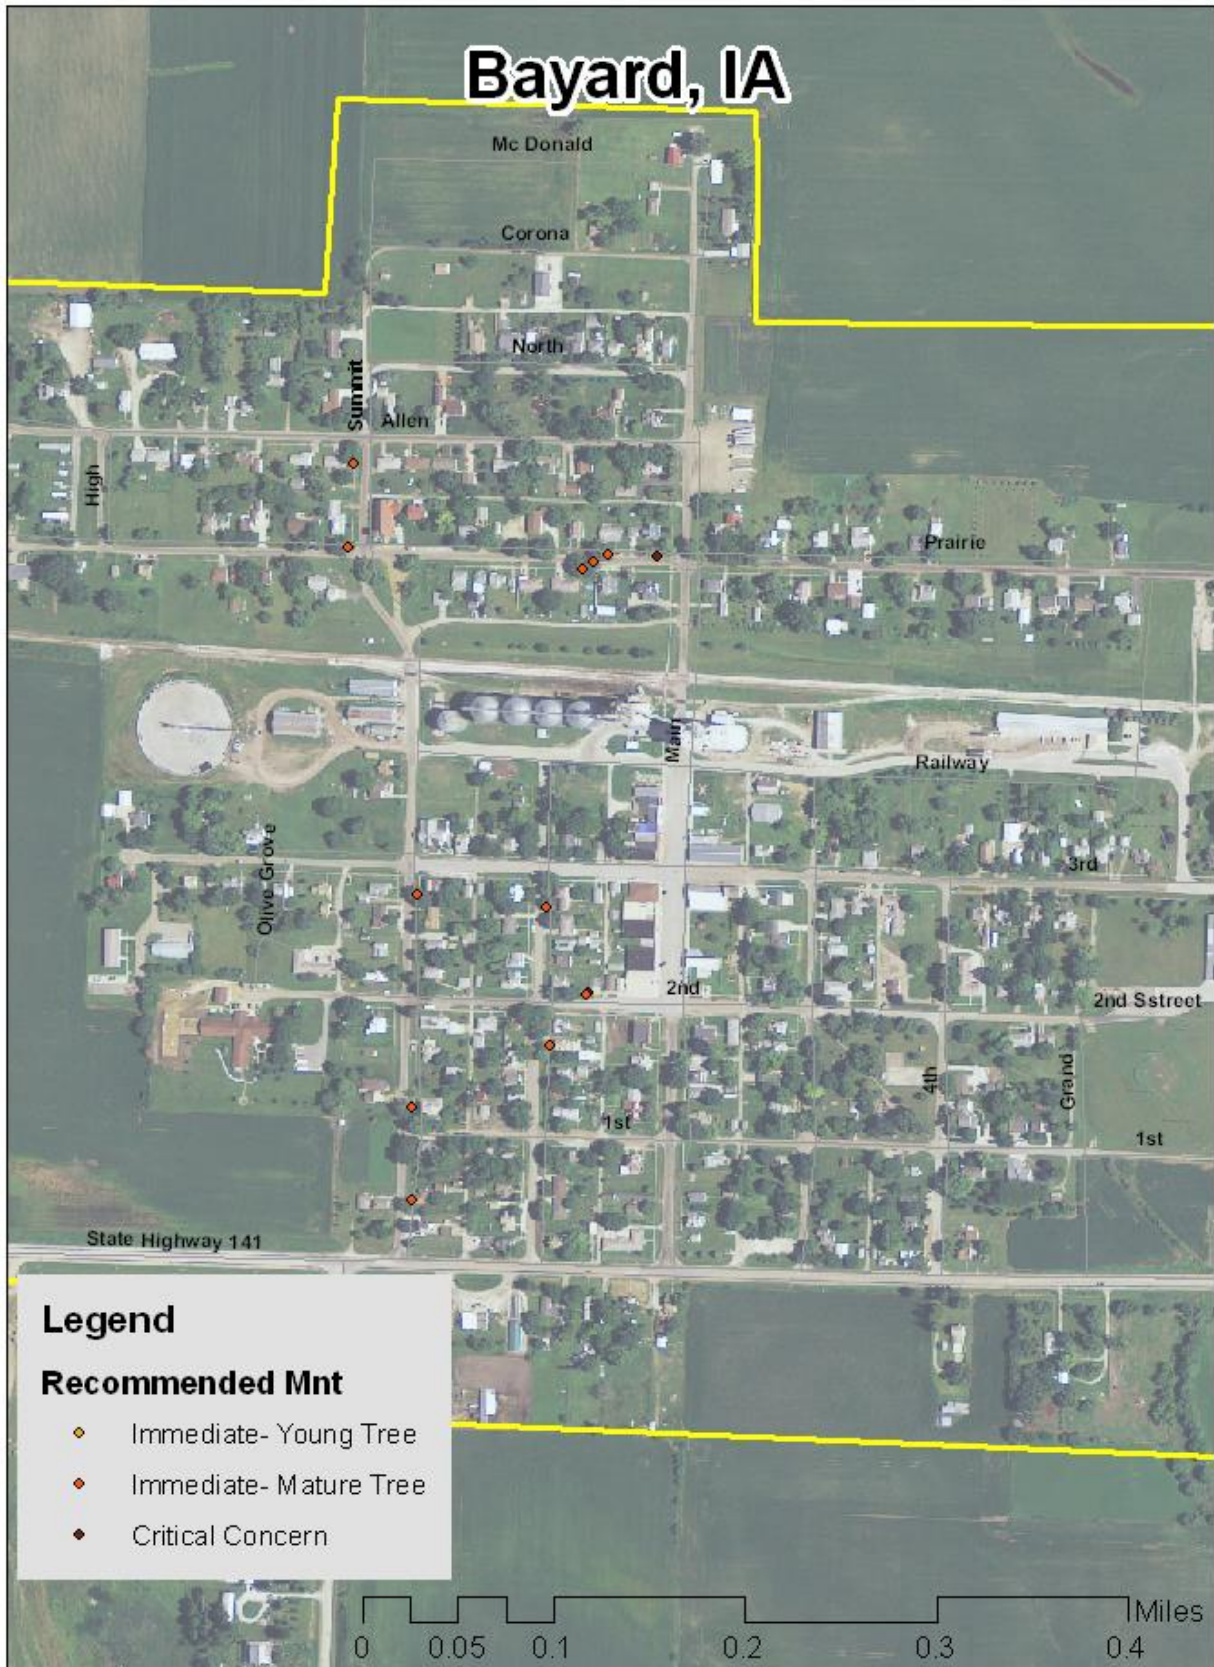 Bayard, IA
Mc Donald
Corona
North
Summit
Allen
High
Prairie
Main
Railway
Olive Grove
3rd
2nd
2nd Sstreet
4th
Grand
1st
1st
State Highway 141
Legend
Recommended Mnt
Immediate- Young Tree
Immediate- Mature Tree
Critical Concern
Miles
0 0.05 0.1 0.2 0.3 0.4